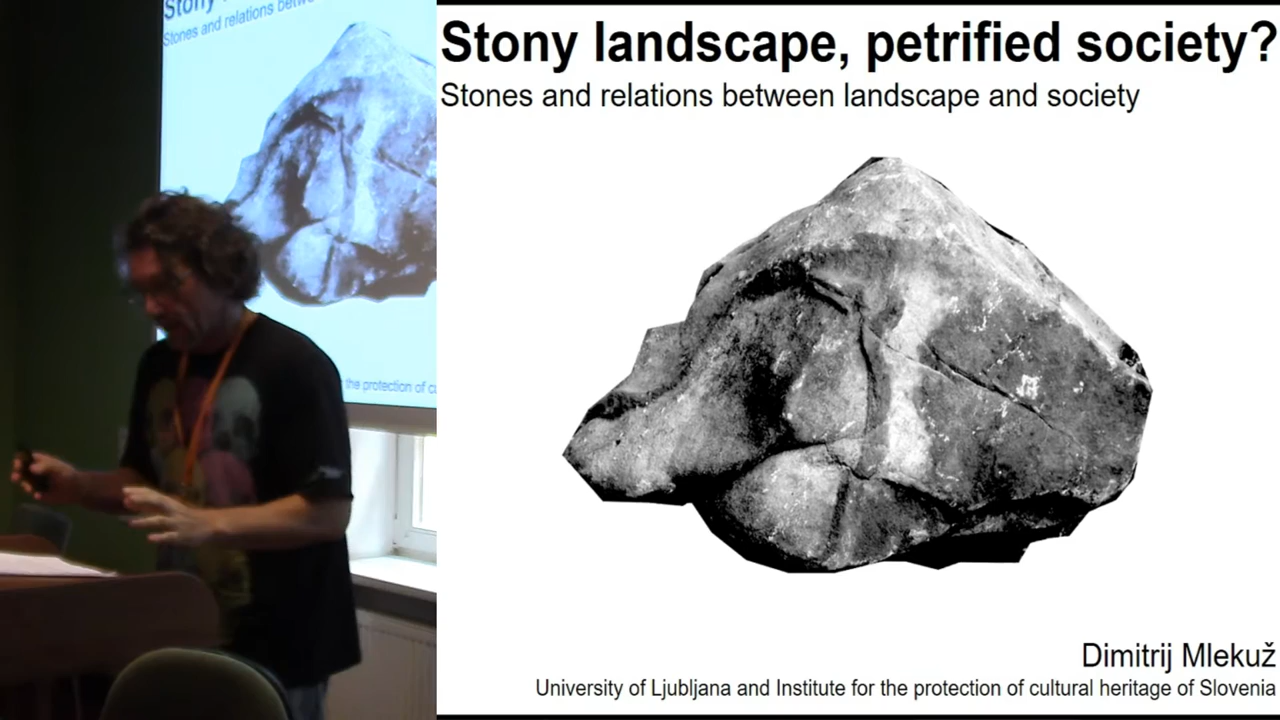 Stony landscape, petrified society?
Stones and relations between landscape and society
Dimitrij Mlekuž
University of Ljubljana and Institute for the protection of cultural heritage of Slovenia
Stony
Stones and relations betwe
the protection of cu